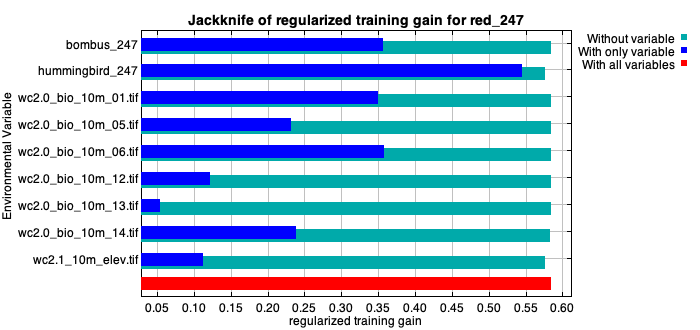 Jackknife of regularized training gain for red_247
Without variable
With only variable
With all variables
Environmental Variable
bombus_247
hummingbird_247
wc2.0_bio_10m_01.tif
wc2.0_bio_10m_05.tif
wc2.0_bio_10m_06.tif
wc2.0_bio_10m_12.tif
wc2.0_bio_10m_13.tif
wc2.0_bio_10m_14.tif
wc2.1_10m_elev.tif
0.05 0.10 0.15 0.20 0.25 0.30 0.35 0.40 0.45 0.50 0.55 0.60
regularized training gain